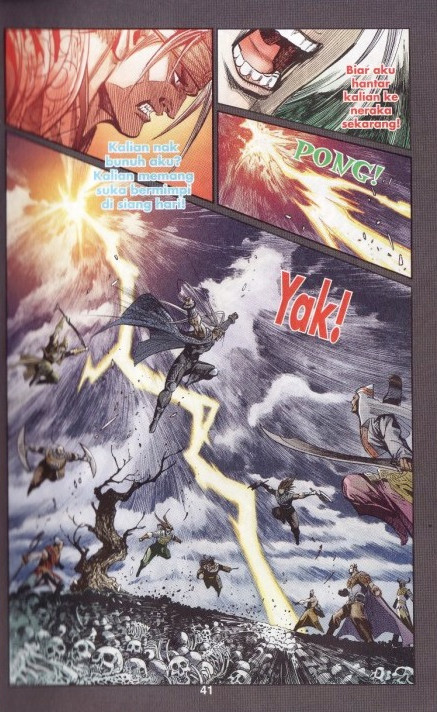 Kalian nak
bunuh aku?
Kalian memang
suka bermimpi
di siang hari!
Biar aku
hantar
kalian ke
neraka
sekarang!
PONG!
Yak!
41